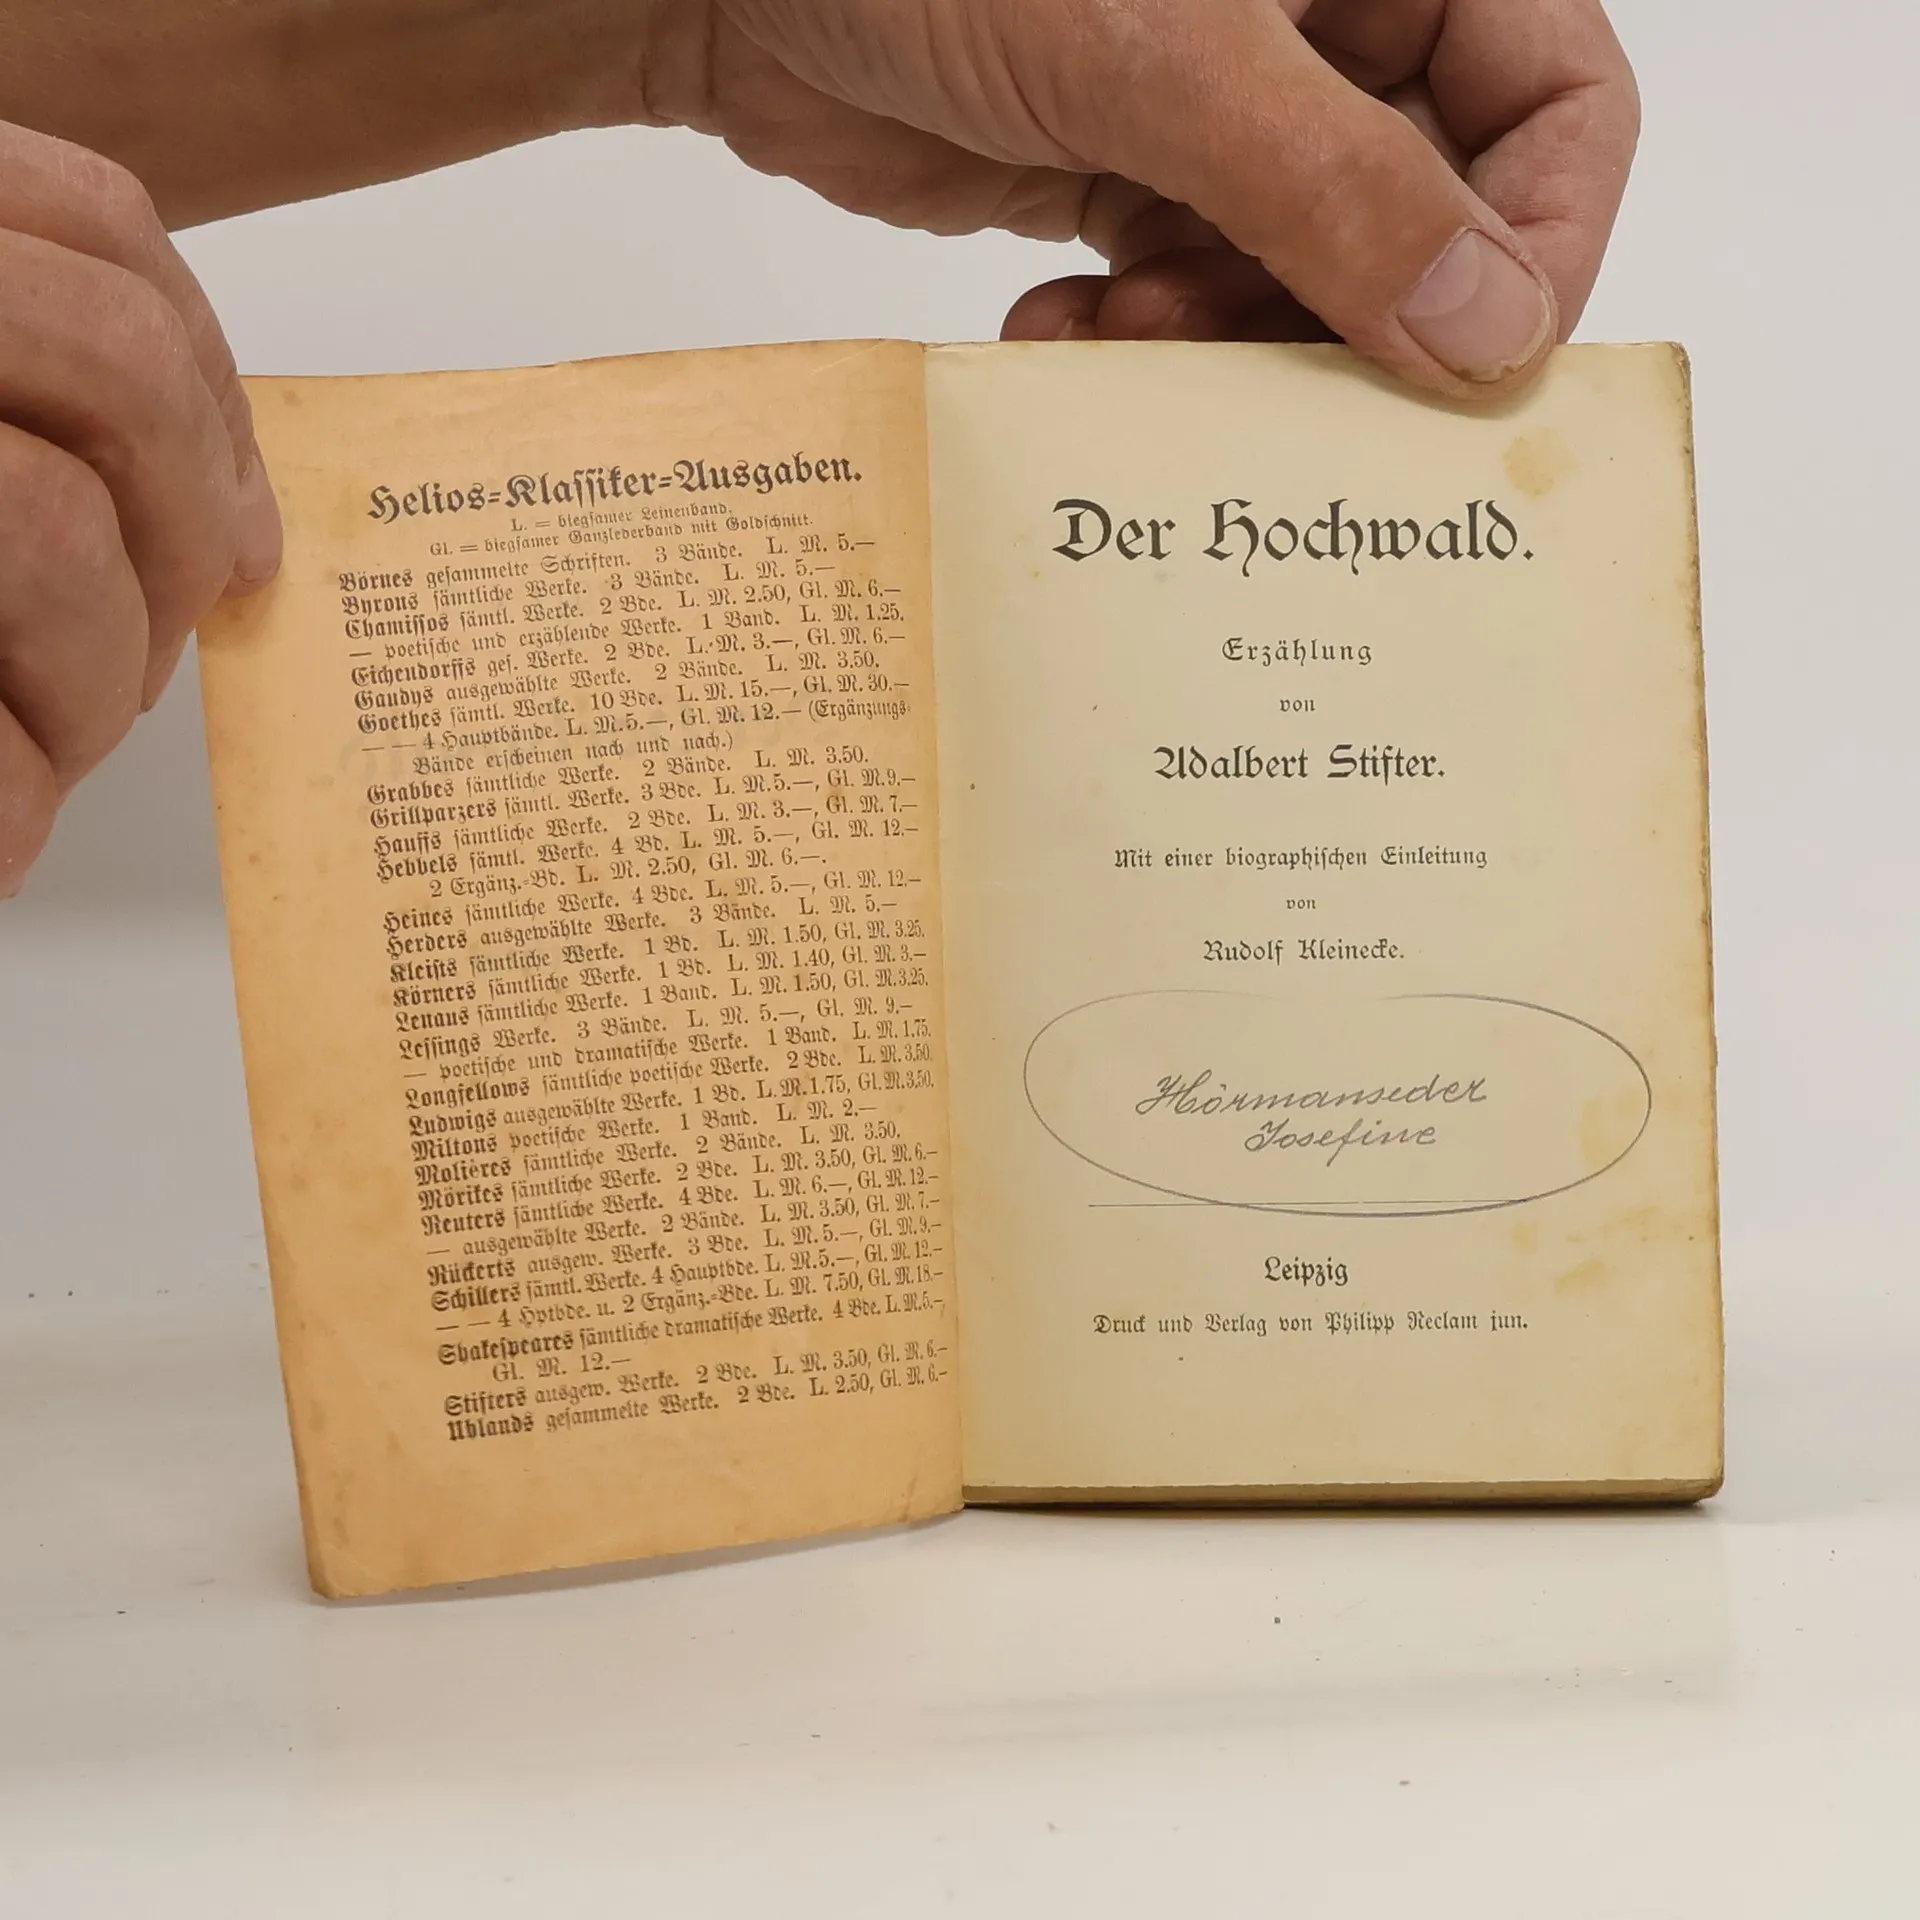 Helios=Klassiker=Ausgaben.
L. = biegsamer Leinenband.
Gl. = biegsamer Ganzlederband mit Goldschnitt.
Börnes gesammelte Schriften. 3 Bände. L. M. 5.—
Byrons sämtliche Werke. 3 Bände. L. M. 5.—
Chamissos sämtl. Werke. 2 Bde. L. M. 2.50, Gl. M. 6.—
— poetische und erzählende Werke. 1 Band. L. M. 1.25.
Eichendorffs ges. Werke. 2 Bde. L. M. 3.—, Gl. M. 6.—
Gaudys ausgewählte Werke. 2 Bände. L. M. 3.50.
Goethes sämtl. Werke. 10 Bde. L. M. 15.—, Gl. M. 30.—
— — 4 Hauptbände. L. M. 5.—, Gl. M. 12.— (Ergänzungs-
Bände erscheinen nach und nach.)
Grabbes sämtliche Werke. 2 Bände. L. M. 3.50.
Grillparzers sämtl. Werke. 3 Bde. L. M. 5.—, Gl. M. 9.—
Hauffs sämtliche Werke. 2 Bde. L. M. 3.—, Gl. M. 7.—
Hebbels sämtl. Werke. 4 Bd. L. M. 5.—, Gl. M. 12.—
2 Ergänz.=Bd. L. M. 2.50, Gl. M. 6.—.
Heines sämtliche Werke. 4 Bde. L. M. 5.—, Gl. M. 12.—
Herders ausgewählte Werke. 3 Bände. L. M. 5.—
Kleists sämtliche Werke. 1 Bd. L. M. 1.50, Gl. M. 3.25.
Körners sämtliche Werke. 1 Bd. L. M. 1.40, Gl. M. 3.—
Lenaus sämtliche Werke. 1 Band. L. M. 1.50, Gl. M. 3.25.
Lessings Werke. 3 Bände. L. M. 5.—, Gl. M. 9.—
— poetische und dramatische Werke. 1 Band. L. M. 1.75.
Longfellows sämtliche poetische Werke. 2 Bde. L. M. 3.50.
Ludwigs ausgewählte Werke. 1 Bd. L. M. 1.75, Gl. M. 3.50.
Miltons poetische Werke. 1 Band. L. M. 2.—
Molières sämtliche Werke. 2 Bände. L. M. 3.50.
Mörikes sämtliche Werke. 2 Bde. L. M. 3.50, Gl. M. 6.—
Reuters sämtliche Werke. 4 Bde. L. M. 6.—, Gl. M. 12.—
— ausgewählte Werke. 2 Bände. L. M. 3.50, Gl. M. 7.—
Rückerts ausgew. Werke. 3 Bde. L. M. 5.—, Gl. M. 9.—
Schillers sämtl. Werke. 4 Hauptbde. L. M. 5.—, Gl. M. 12.—
— — 4 Hptbde. u. 2 Ergänz.=Bde. L. M. 7.50, Gl. M. 18.—
Shakespeares sämtliche dramatische Werke. 4 Bde. L. M. 5.—,
Gl. M. 12.—
Stifters ausgew. Werke. 2 Bde. L. M. 3.50, Gl. M. 6.—
Uhlands gesammelte Werke. 2 Bde. L. 2.50, Gl. M. 6.—
Der Hochwald.
Erzählung
von
Adalbert Stifter.
Mit einer biographischen Einleitung
von
Rudolf Kleinecke.
Hörmanseder
Josefine
Leipzig
Druck und Verlag von Philipp Reclam jun.